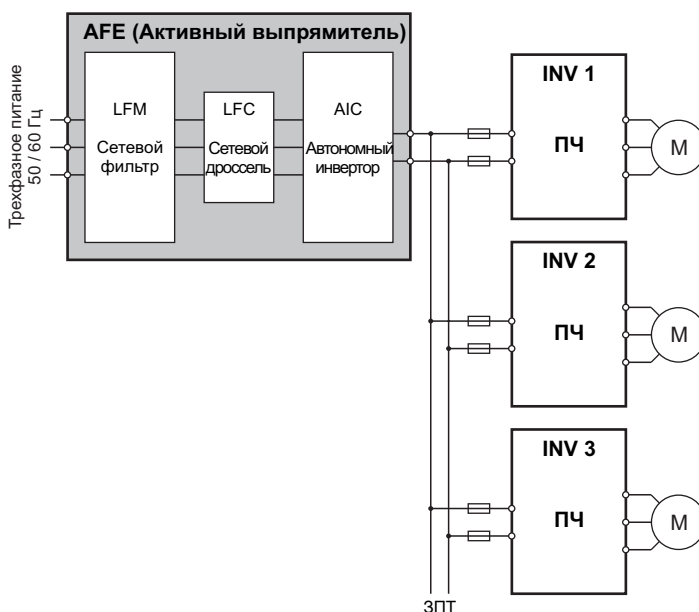 AFE (Активный выпрямитель)
Трехфазное питание
50 / 60 Гц
LFM
Сетевой
фильтр
LFC
Сетевой
дроссель
AIC
Автономный
инвертор
INV 1
ПЧ
M
INV 2
ПЧ
M
INV 3
ПЧ
M
ЗПТ